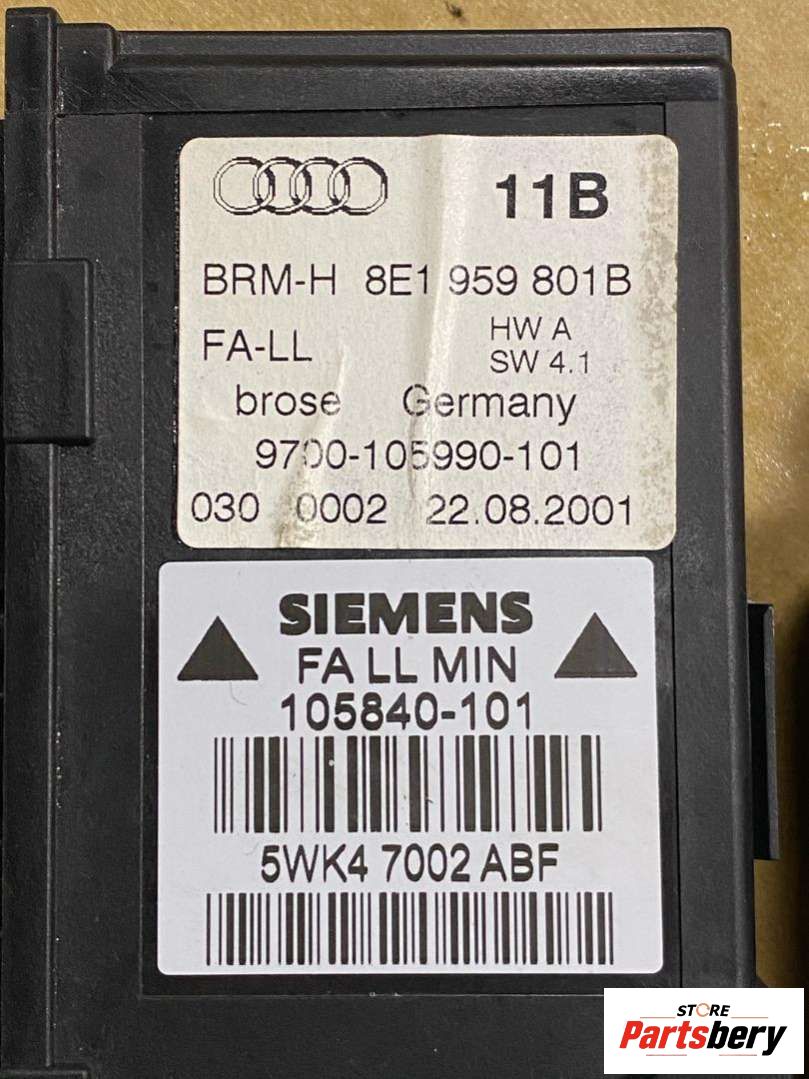 11B
BRM-H 8E1 959 801B
HW A
FA-LL
SW 4.1
brose Germany
9700-105990-101
030 0002 22.08.2001
SIEMENS
FA LL MIN
105840-101
5WK4 7002 ABF
STORE
Partsbery